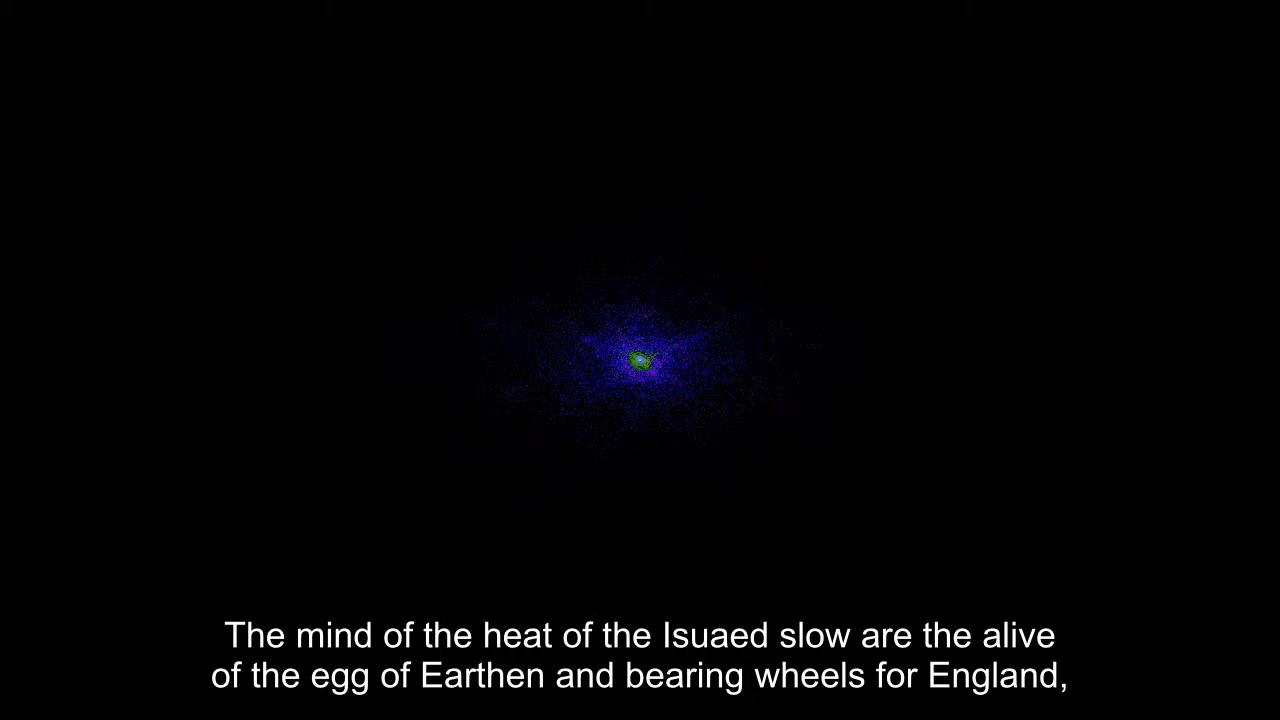 The mind of the heat of the Isuaed slow are the alive
of the egg of Earthen and bearing wheels for England,